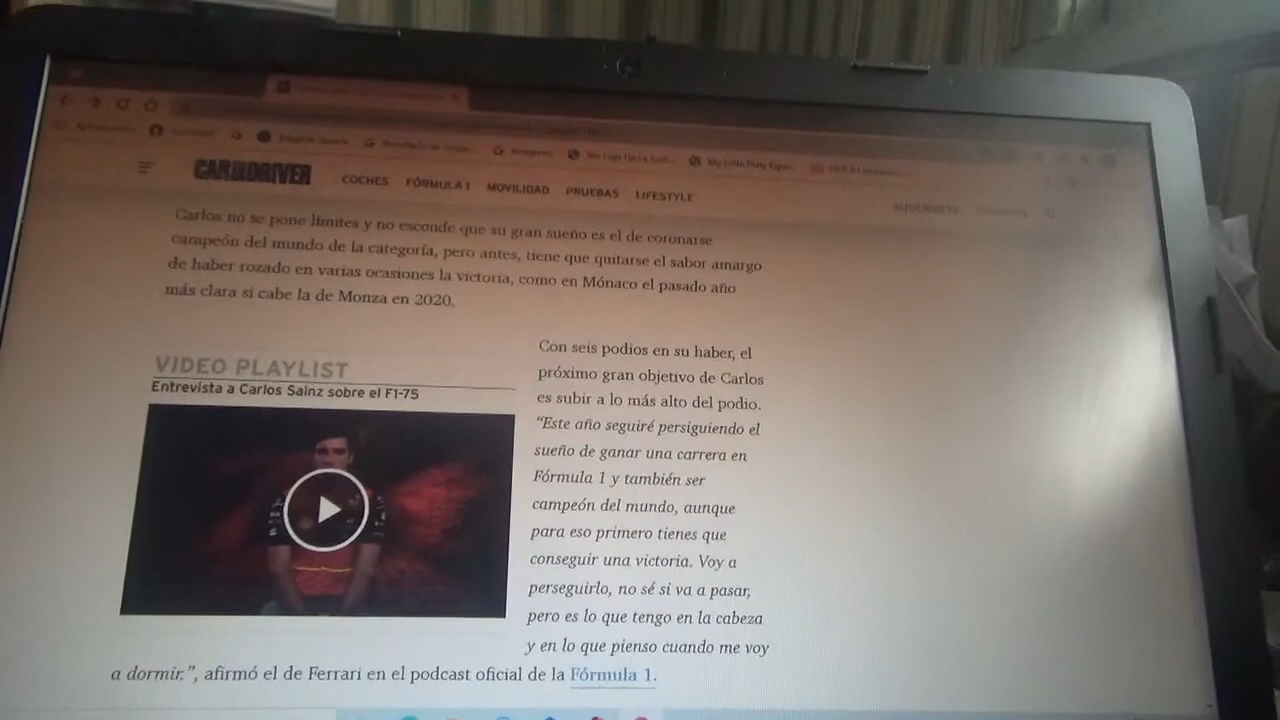 CAR AND DRIVER
COCHES FÓRMULA 1 MOVILIDAD PRUEBAS LIFESTYLE
SUSCRÍBETE
Carlos no se pone límites y no esconde que su gran sueño es el de coronarse
campeón del mundo de la categoría, pero antes, tiene que quitarse el sabor amargo
de haber rozado en varias ocasiones la victoria, como en Mónaco el pasado año
más clara si cabe la de Monza en 2020.
VIDEO PLAYLIST
Entrevista a Carlos Sainz sobre el F1-75
Con seis podios en su haber, el
próximo gran objetivo de Carlos
es subir a lo más alto del podio.
“Este año seguiré persiguiendo el
sueño de ganar una carrera en
Fórmula 1 y también ser
campeón del mundo, aunque
para eso primero tienes que
conseguir una victoria. Voy a
perseguirlo, no sé si va a pasar,
pero es lo que tengo en la cabeza
y en lo que pienso cuando me voy
a dormir.”, afirmó el de Ferrari en el podcast oficial de la Fórmula 1.